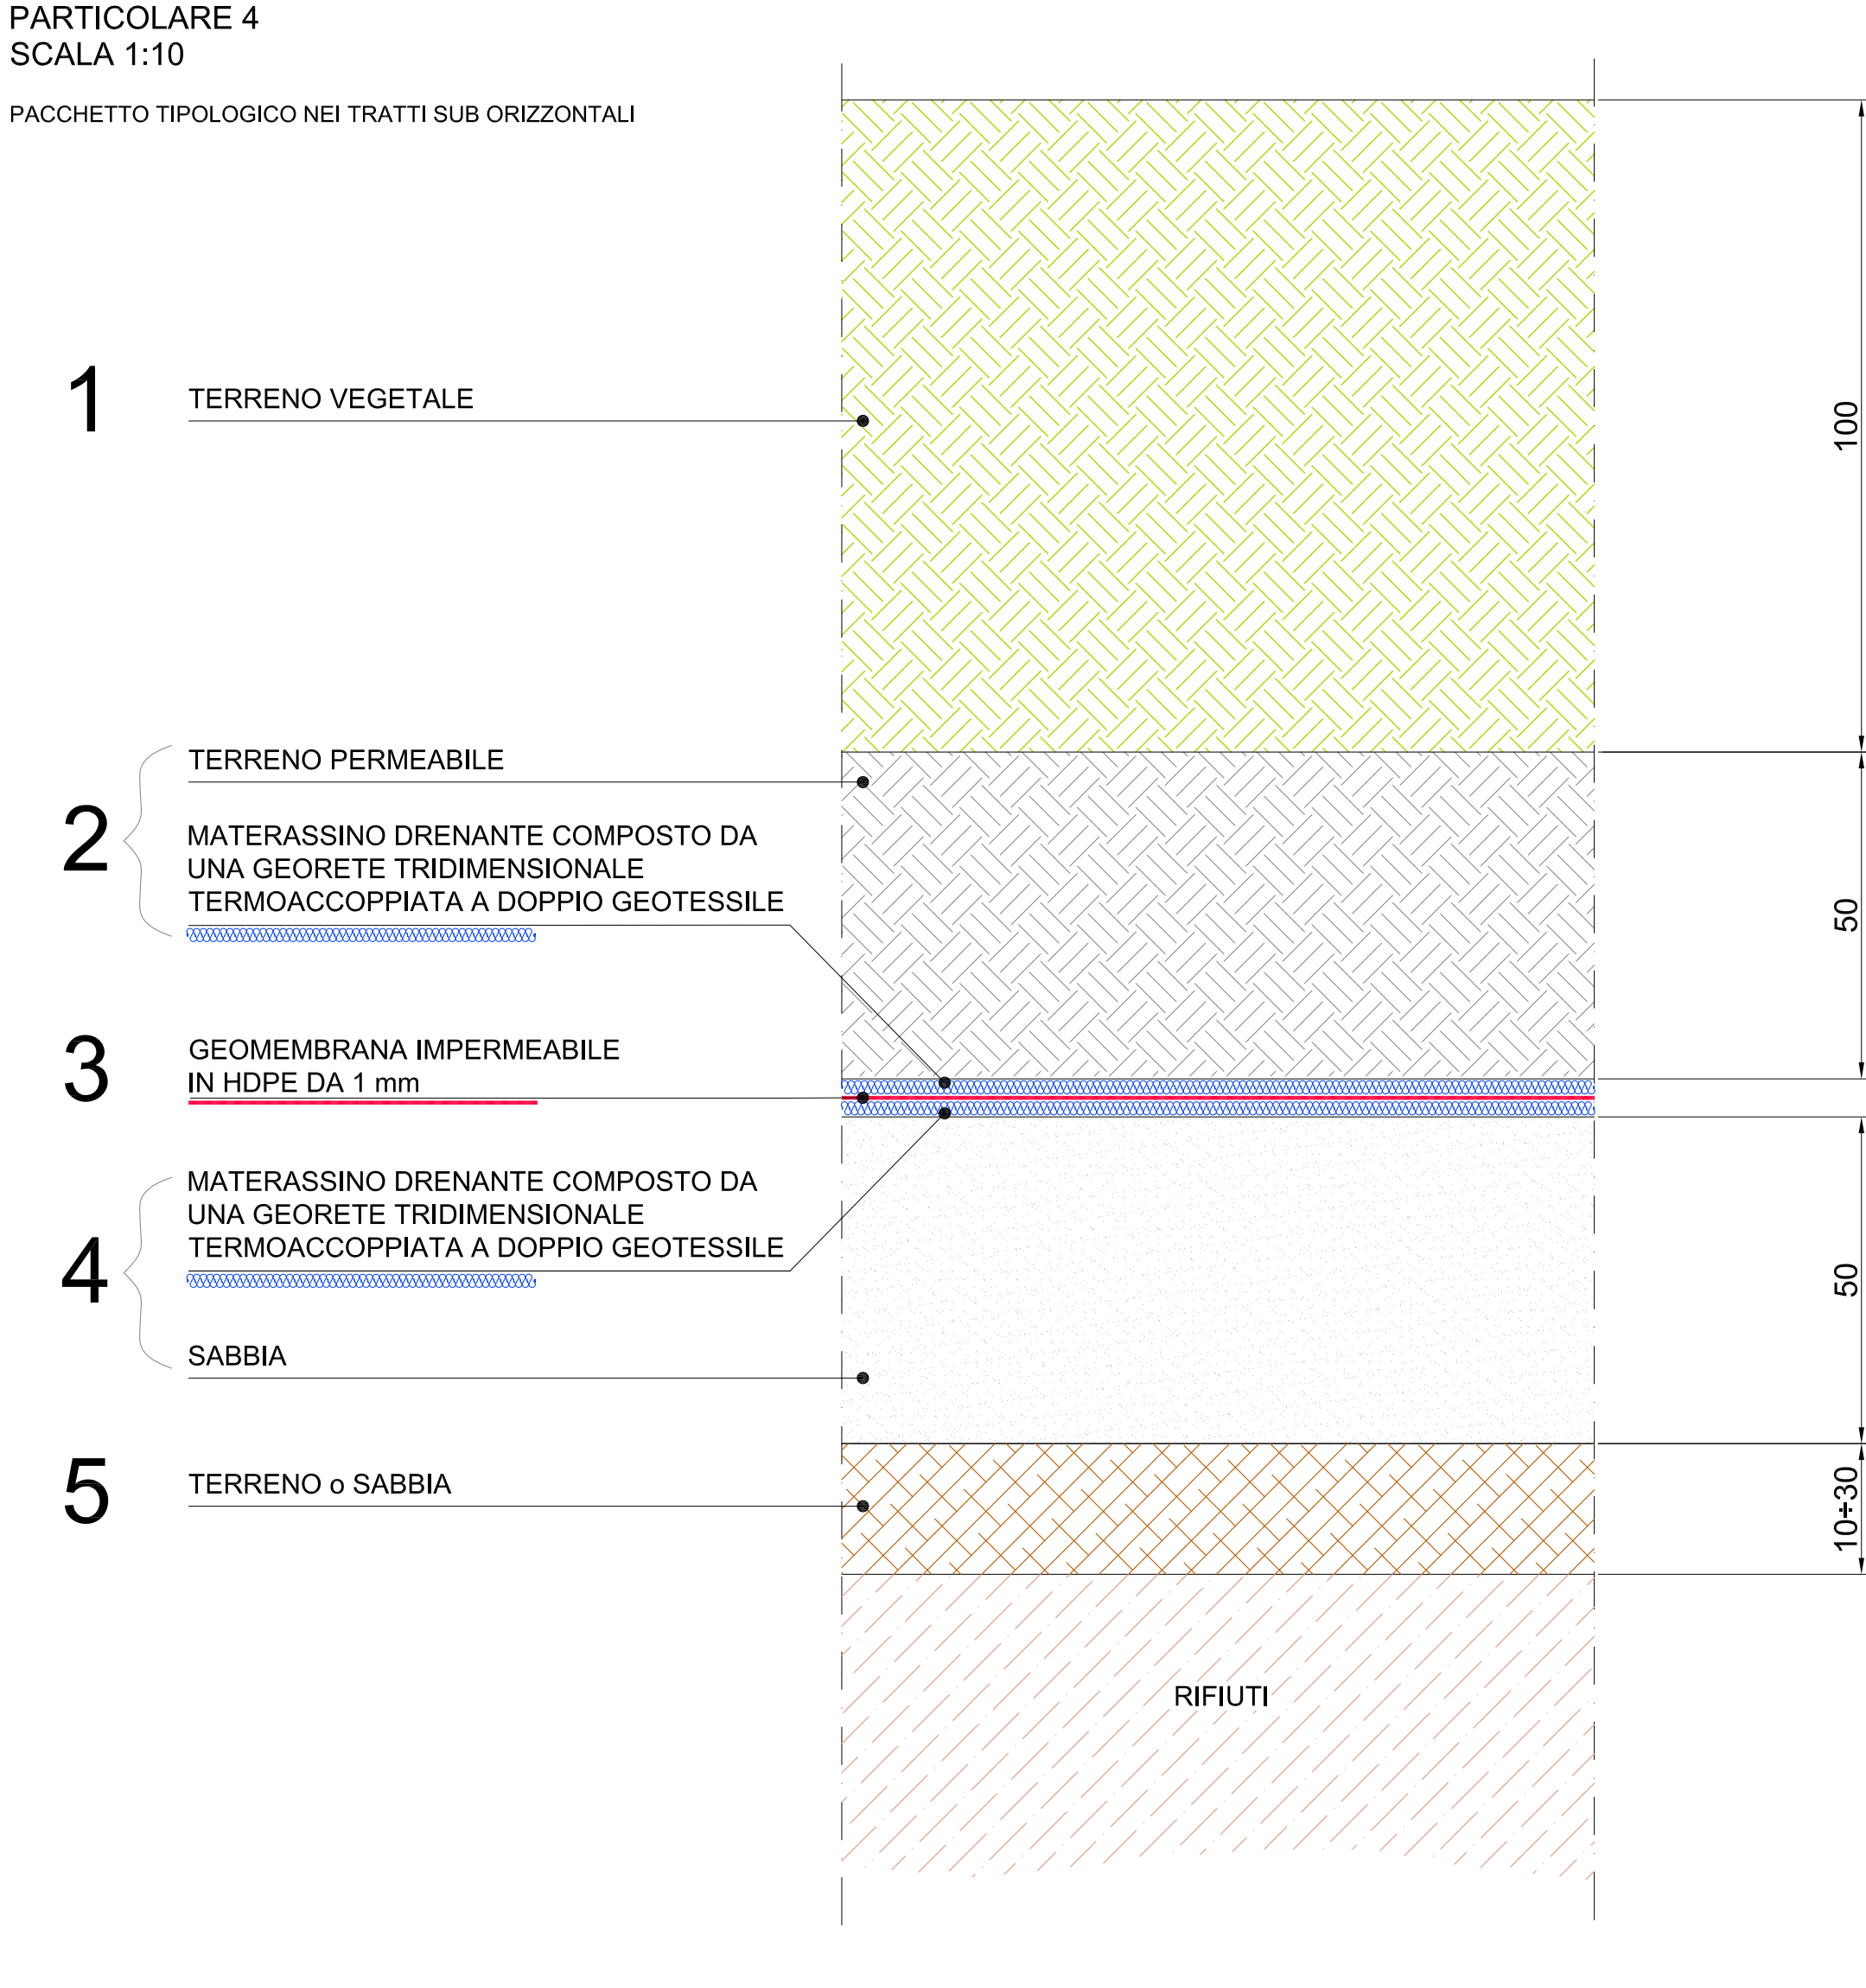 PARTICOLARE 4
SCALA 1:10
PACCHETTO TIPOLOGICO NEI TRATTI SUB ORIZZONTALI
1
TERRENO VEGETALE
100
2
TERRENO PERMEABILE
MATERASSINO DRENANTE COMPOSTO DA
UNA GEORETE TRIDIMENSIONALE
TERMOACCOPPIATA A DOPPIO GEOTESSILE
50
3
GEOMEMBRANA IMPERMEABILE
IN HDPE DA 1 mm
4
MATERASSINO DRENANTE COMPOSTO DA
UNA GEORETE TRIDIMENSIONALE
TERMOACCOPPIATA A DOPPIO GEOTESSILE
SABBIA
50
5
TERRENO o SABBIA
10÷30
RIFIUTI